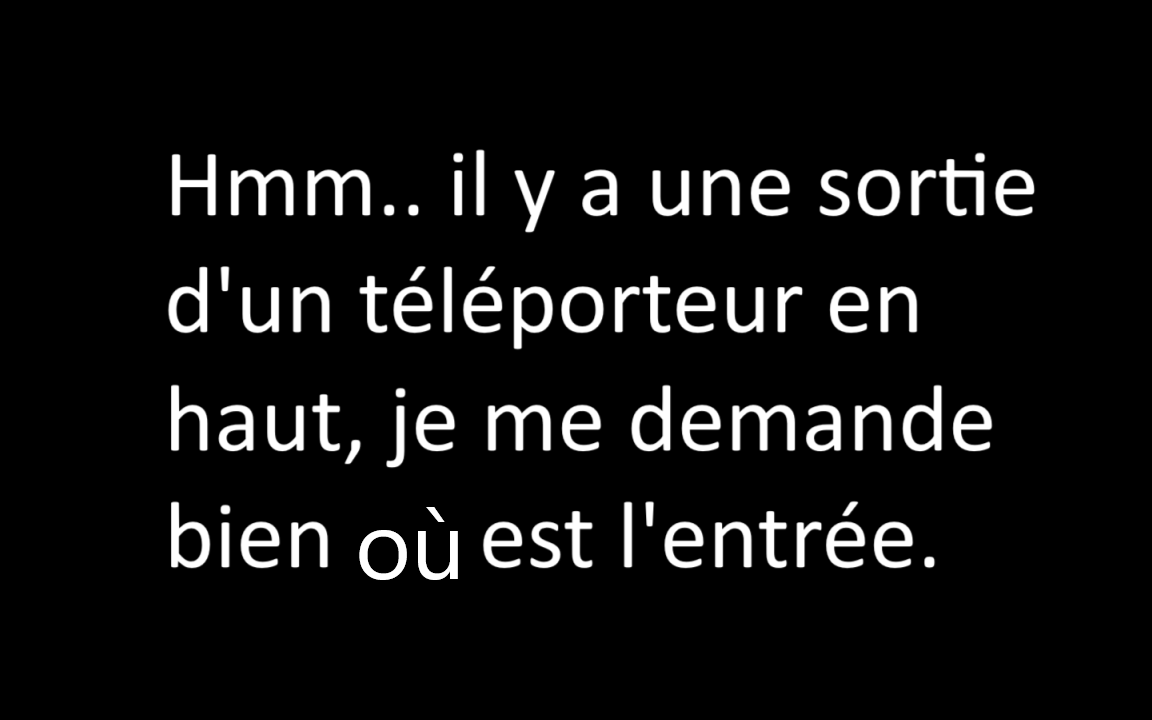 Hmm.. il y a une sortie
d'un téléporteur en
haut, je me demande
bien où est l'entrée.